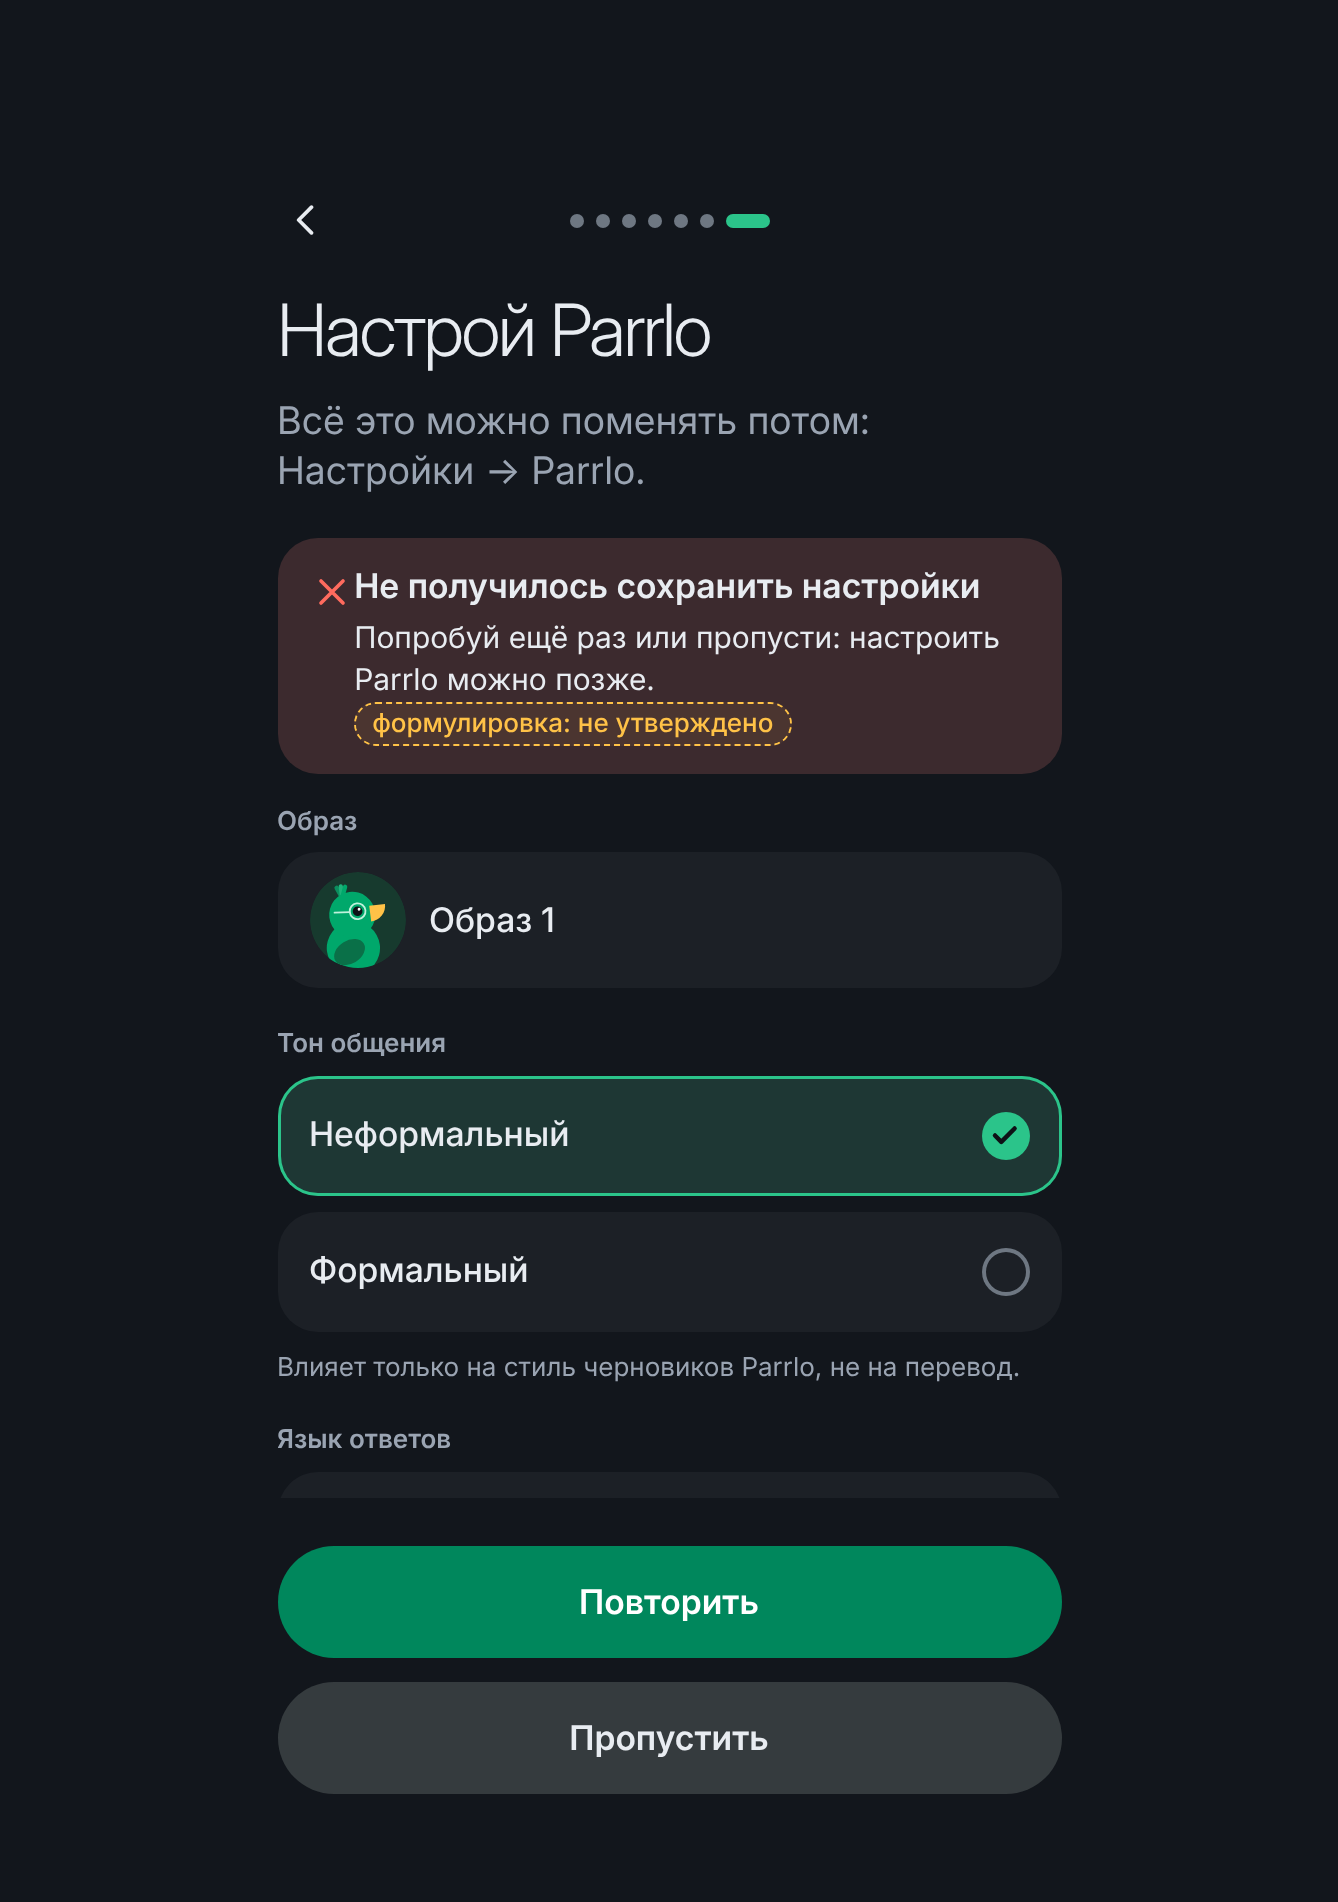 Настрой Parrlo
Всё это можно поменять потом:
Настройки → Parrlo.
Не получилось сохранить настройки
Попробуй ещё раз или пропусти: настроить
Parrlo можно позже.
формулировка: не утверждено
Образ
Образ 1
Тон общения
Неформальный
Формальный
Влияет только на стиль черновиков Parrlo, не на перевод.
Язык ответов
Повторить
Пропустить